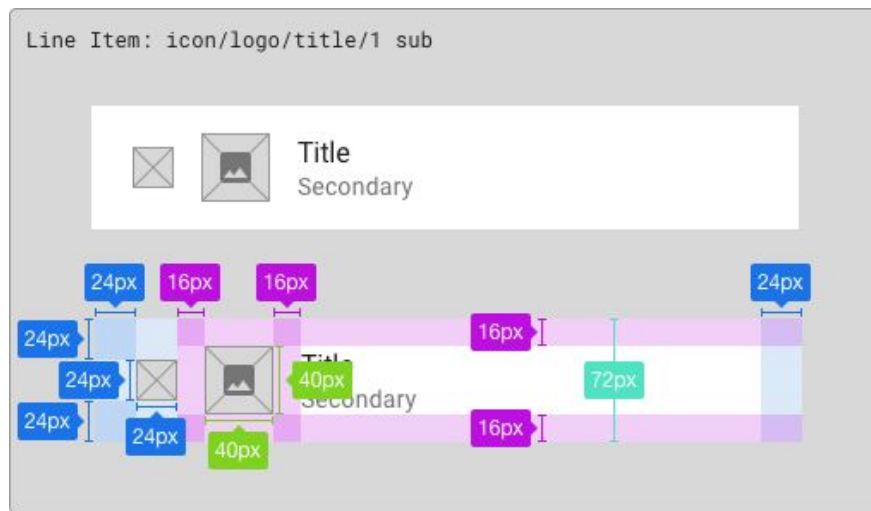 Line Item: icon/logo/title/1 sub
Title
Secondary
24px 16px 16px 24px
24px 16px
Title
24px 40px 72px
Secondary
24px 16px
24px
40px